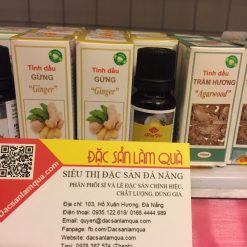 Tinh dầu
GỪNG
"Ginger"
Tinh dầu
GỪNG
"Ginger"
Tinh dầu
TRẦM HƯƠNG
"Agarwood"
ĐẶC SẢN LÀM QUÀ
SIÊU THỊ ĐẶC SẢN ĐÀ NẴNG
PHÂN PHỐI SỈ VÀ LẺ ĐẶC SẢN CHÍNH HIỆU,
CHẤT LƯỢNG, ĐÚNG GIÁ.
Địa chỉ: 103, Hồ Xuân Hương, Đà Nẵng
Điện thoại: 0935.122.618/ 0166.4444.989
Email: quyen@dacsanlamqua.com
Fanpage: fb.com/Dacsanlamqua
Website: dacsanlamqua.com
Dacsanlamqua.com